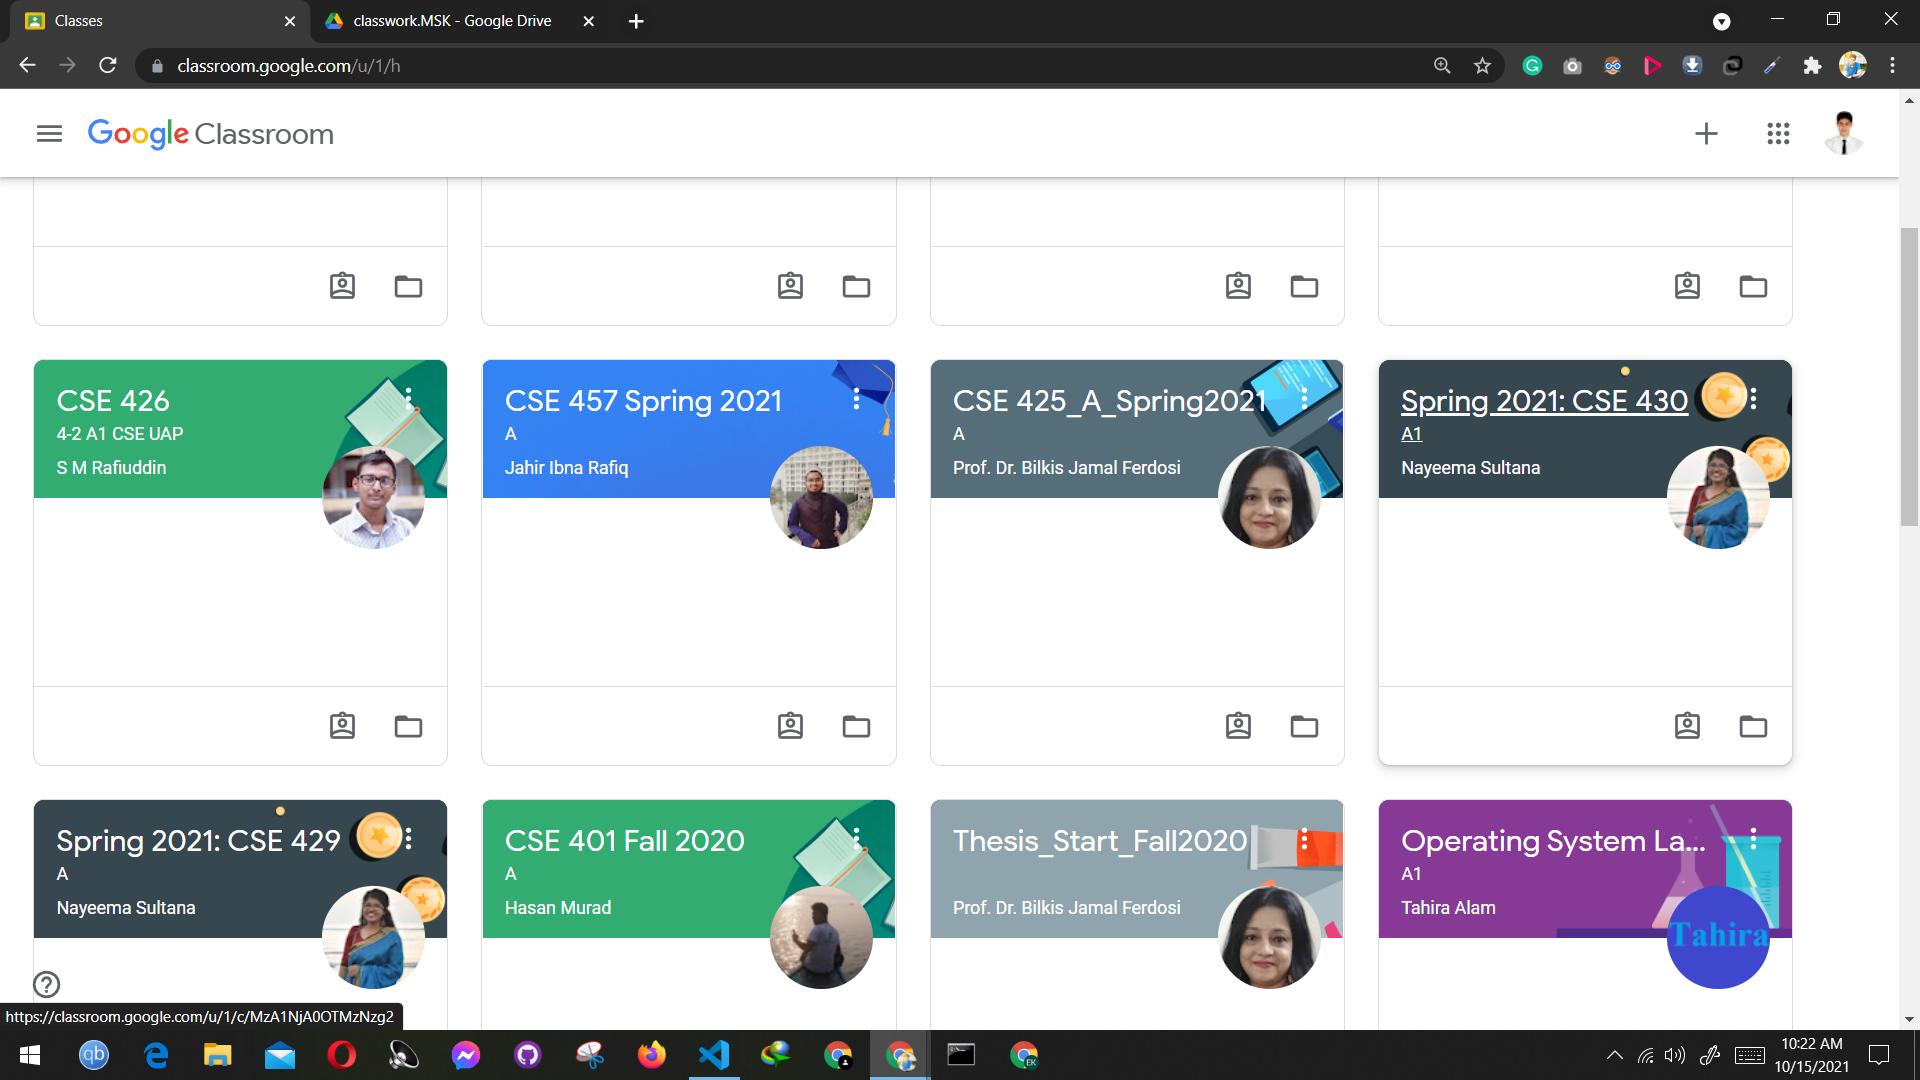 Classes
classwork.MSK - Google Drive
classroom.google.com/u/1/h
Google Classroom
CSE 426
4-2 A1 CSE UAP
S M Rafiuddin
CSE 457 Spring 2021
A
Jahir Ibna Rafiq
CSE 425_A_Spring2021
A
Prof. Dr. Bilkis Jamal Ferdosi
Spring 2021: CSE 430
A1
Nayeema Sultana
Spring 2021: CSE 429
A
Nayeema Sultana
CSE 401 Fall 2020
A
Hasan Murad
Thesis_Start_Fall2020
Prof. Dr. Bilkis Jamal Ferdosi
Operating System La...
A1
Tahira Alam
Tahira
https://classroom.google.com/u/1/c/MzA1NjA0OTMzNzg2
qb
EK
10:22 AM
10/15/2021